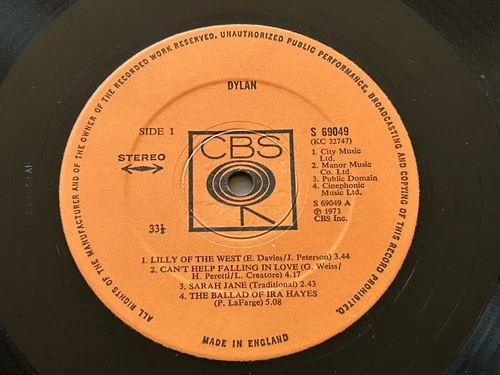 ALL RIGHTS OF THE MANUFACTURER AND OF THE OWNER OF THE RECORDED WORK RESERVED. UNAUTHORIZED PUBLIC PERFORMANCE, BROADCASTING AND COPYING OF THIS RECORD PROHIBITED.
DYLAN
SIDE 1
STEREO
33⅓
CBS
S 69049
(KC 32747)
1. City Music
Ltd.
2. Manor Music
Co. Ltd.
3. Public Domain
4. Cinephonic
Music Ltd.
S 69049 A
℗ 1973
CBS Inc.
1. LILLY OF THE WEST (E. Davies/J. Peterson) 3.44
2. CAN'T HELP FALLING IN LOVE (G. Weiss/
H. Peretti/L. Creatore) 4.17
3. SARAH JANE (Traditional) 2.43
4. THE BALLAD OF IRA HAYES
(P. LaFarge) 5.08
MADE IN ENGLAND